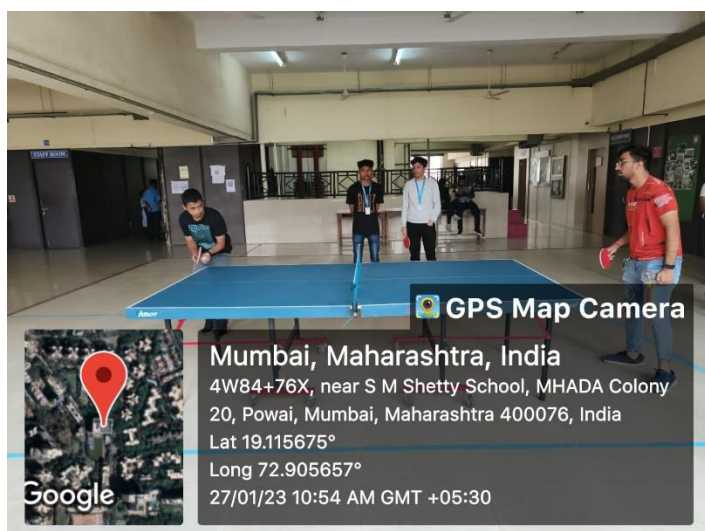 STAFF ROOM
GPS Map Camera
Mumbai, Maharashtra, India
4W84+76X, near S M Shetty School, MHADA Colony
20, Powai, Mumbai, Maharashtra 400076, India
Lat 19.115675°
Long 72.905657°
27/01/23 10:54 AM GMT +05:30
Google